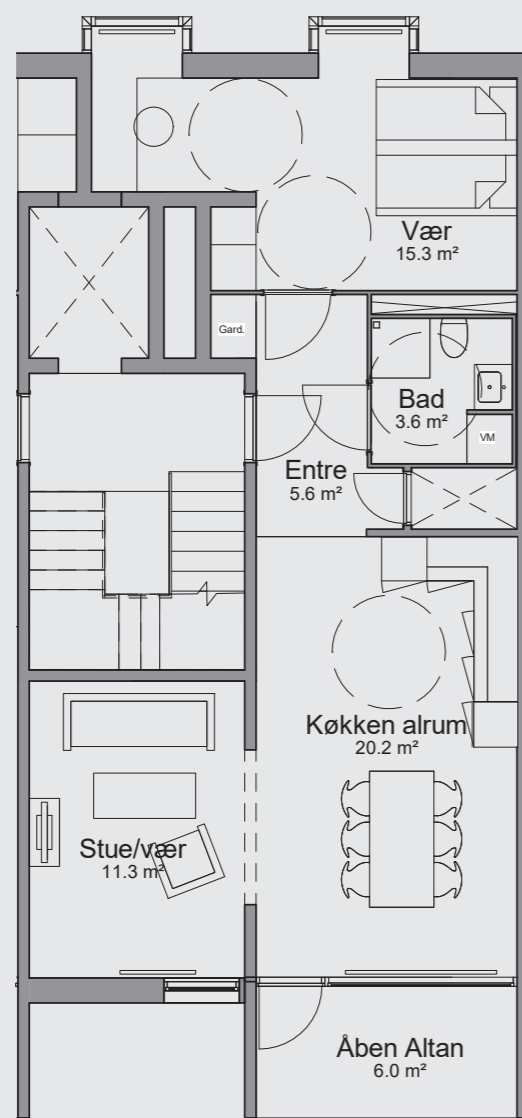 Vær
15.3 m²
Gard.
Bad
3.6 m²
VM
Entre
5.6 m²
Køkken alrum
20.2 m²
Stue/vær
11.3 m²
Åben Altan
6.0 m²